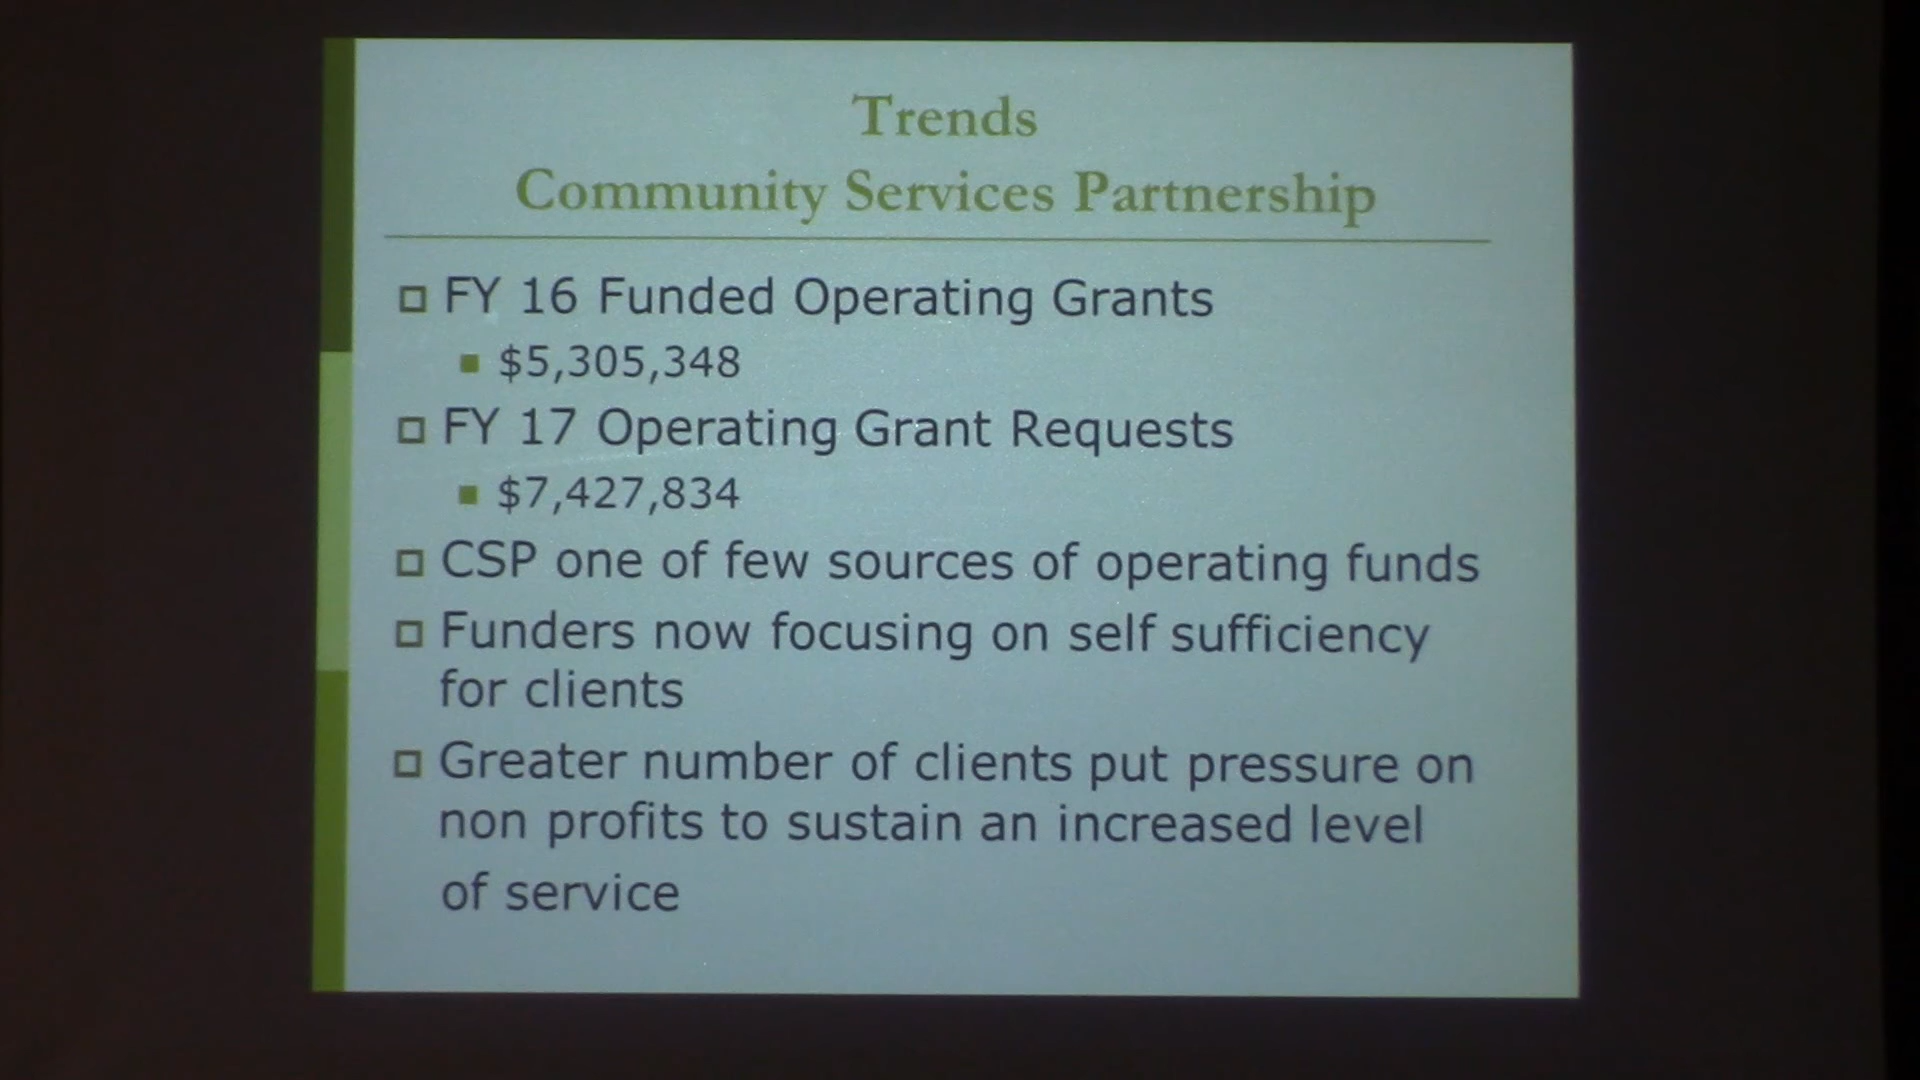 Trends
Community Services Partnership
FY 16 Funded Operating Grants
$5,305,348
FY 17 Operating Grant Requests
$7,427,834
CSP one of few sources of operating funds
Funders now focusing on self sufficiency
for clients
Greater number of clients put pressure on
non profits to sustain an increased level
of service